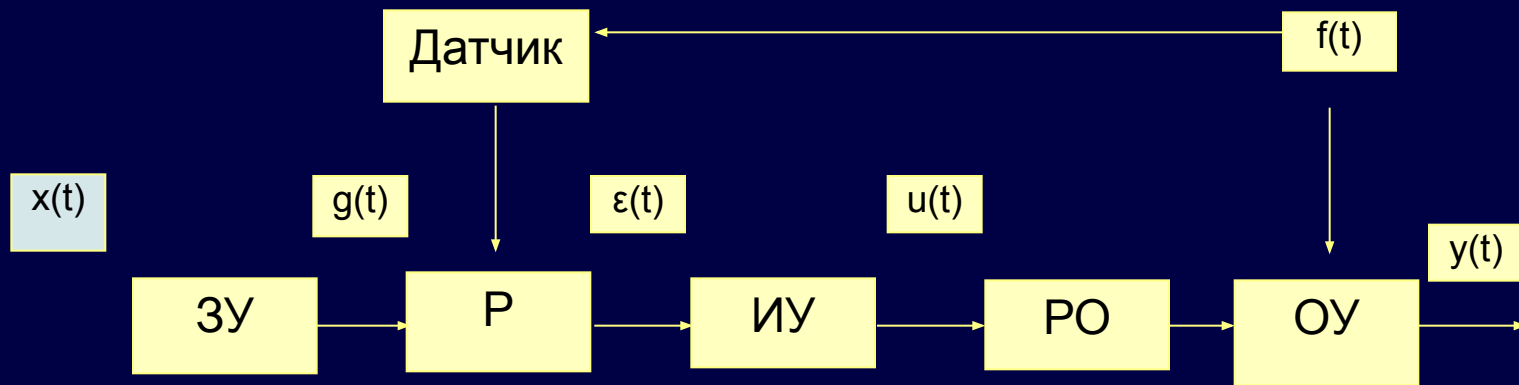 Датчик
f(t)
x(t)
g(t)
ε(t)
u(t)
y(t)
ЗУ
Р
ИУ
РО
ОУ